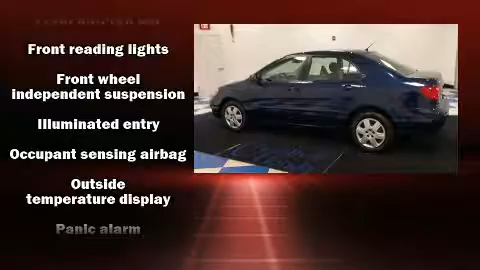 Front reading lights
Front wheel
independent suspension
Illuminated entry
Occupant sensing airbag
Outside
temperature display
Panic alarm